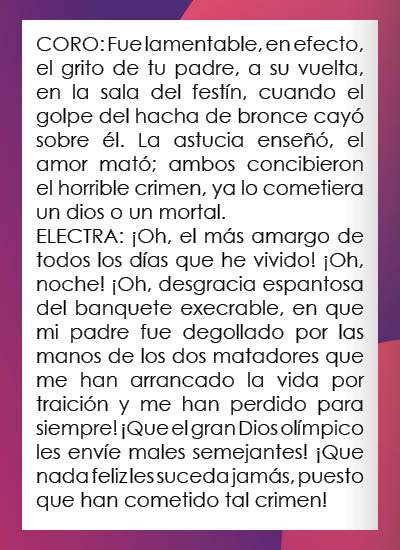 CORO: Fue lamentable, en efecto,
el grito de tu padre, a su vuelta,
en la sala del festín, cuando el
golpe del hacha de bronce cayó
sobre él. La astucia enseñó, el
amor mató; ambos concibieron
el horrible crimen, ya lo cometiera
un dios o un mortal.
ELECTRA: ¡Oh, el más amargo de
todos los días que he vivido! ¡Oh,
noche! ¡Oh, desgracia espantosa
del banquete execrable, en que
mi padre fue degollado por las
manos de los dos matadores que
me han arrancado la vida por
traición y me han perdido para
siempre! ¡Que el gran Dios olímpico
les envíe males semejantes! ¡Que
nada feliz les suceda jamás, puesto
que han cometido tal crimen!